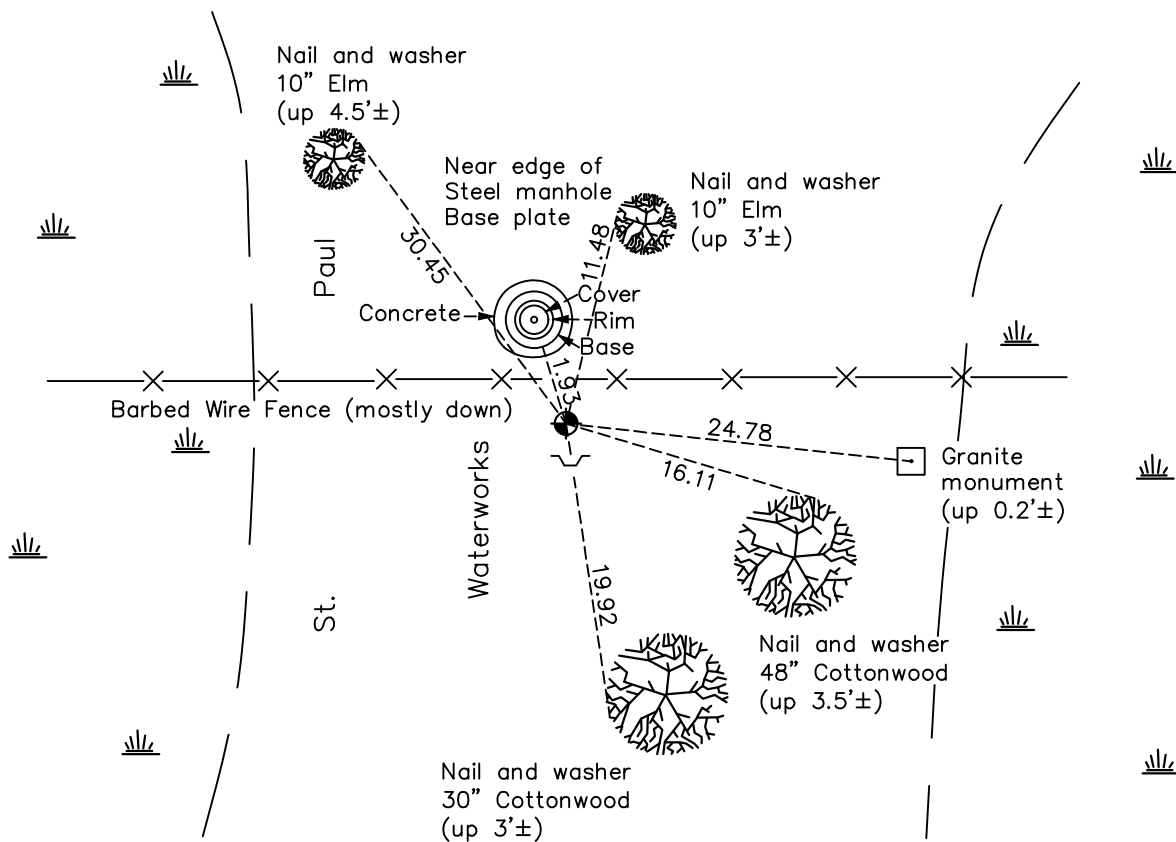 Nail and washer
10” Elm
(up 4.5’±)
Near edge of
Steel manhole
Base plate
Nail and washer
10” Elm
(up 3’±)
30.45
11.48
Paul
Concrete
Cover
Rim
Base
1.93
Barbed Wire Fence (mostly down)
24.78
16.11
Granite
monument
(up 0.2’±)
Waterworks
St.
19.92
Nail and washer
48” Cottonwood
(up 3.5’±)
Nail and washer
30” Cottonwood
(up 3’±)